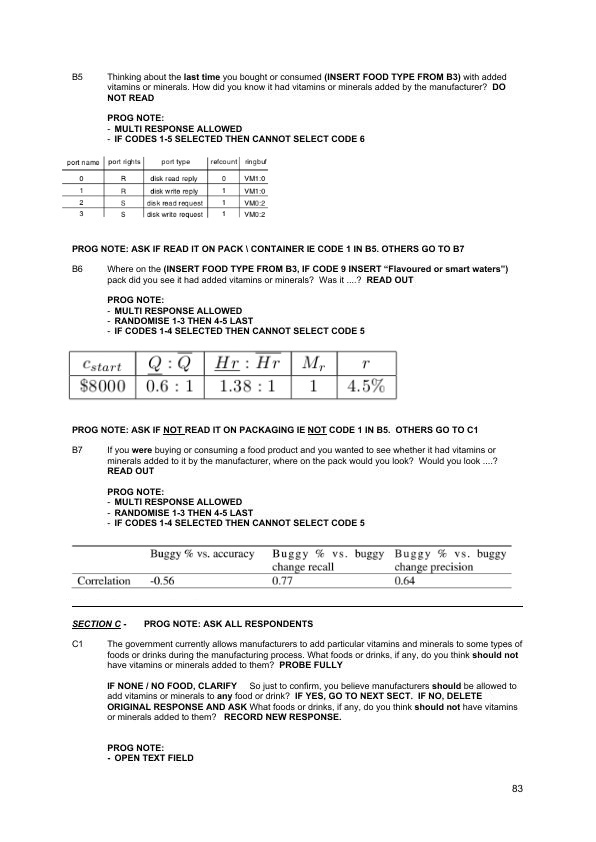 B5 Thinking about the last time you bought or consumed (INSERT FOOD TYPE FROM B3) with added
vitamins or minerals. How did you know it had vitamins or minerals added by the manufacturer? DO
NOT READ
PROG NOTE:
- MULTI RESPONSE ALLOWED
- IF CODES 1-5 SELECTED THEN CANNOT SELECT CODE 6
port name port rights port type refcount ringbuf
0 R disk read reply 0 VM1:0
1 R disk write reply 1 VM1:0
2 S disk read request 1 VM0:2
3 S disk write request 1 VM0:2
PROG NOTE: ASK IF READ IT ON PACK \ CONTAINER IE CODE 1 IN B5. OTHERS GO TO B7
B6 Where on the (INSERT FOOD TYPE FROM B3, IF CODE 9 INSERT “Flavoured or smart waters”)
pack did you see it had added vitamins or minerals? Was it ....? READ OUT
PROG NOTE:
- MULTI RESPONSE ALLOWED
- RANDOMISE 1-3 THEN 4-5 LAST
- IF CODES 1-4 SELECTED THEN CANNOT SELECT CODE 5
c_start Q : Q Hr : Hr M_r r
$8000 0.6 : 1 1.38 : 1 1 4.5%
PROG NOTE: ASK IF NOT READ IT ON PACKAGING IE NOT CODE 1 IN B5. OTHERS GO TO C1
B7 If you were buying or consuming a food product and you wanted to see whether it had vitamins or
minerals added to it by the manufacturer, where on the pack would you look? Would you look ....?
READ OUT
PROG NOTE:
- MULTI RESPONSE ALLOWED
- RANDOMISE 1-3 THEN 4-5 LAST
- IF CODES 1-4 SELECTED THEN CANNOT SELECT CODE 5
Buggy % vs. accuracy Buggy % vs. buggy change recall Buggy % vs. buggy change precision
Correlation -0.56 0.77 0.64
SECTION C - PROG NOTE: ASK ALL RESPONDENTS
C1 The government currently allows manufacturers to add particular vitamins and minerals to some types of
foods or drinks during the manufacturing process. What foods or drinks, if any, do you think should not
have vitamins or minerals added to them? PROBE FULLY
IF NONE / NO FOOD, CLARIFY So just to confirm, you believe manufacturers should be allowed to
add vitamins or minerals to any food or drink? IF YES, GO TO NEXT SECT. IF NO, DELETE
ORIGINAL RESPONSE AND ASK What foods or drinks, if any, do you think should not have vitamins
or minerals added to them? RECORD NEW RESPONSE.
PROG NOTE:
- OPEN TEXT FIELD
83